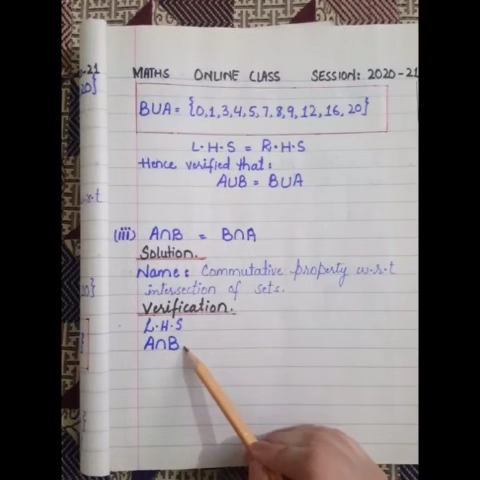 MATHS ONLINE CLASS SESSION: 2020-21
BUA = {0,1,3,4,5,7,8,9,12,16,20}
L.H.S = R.H.S
Hence verified that:
AUB = BUA
(iii) A∩B = B∩A
Solution.
Name: Commutative property w.r.t
intersection of sets.
Verification.
L.H.S
A∩B